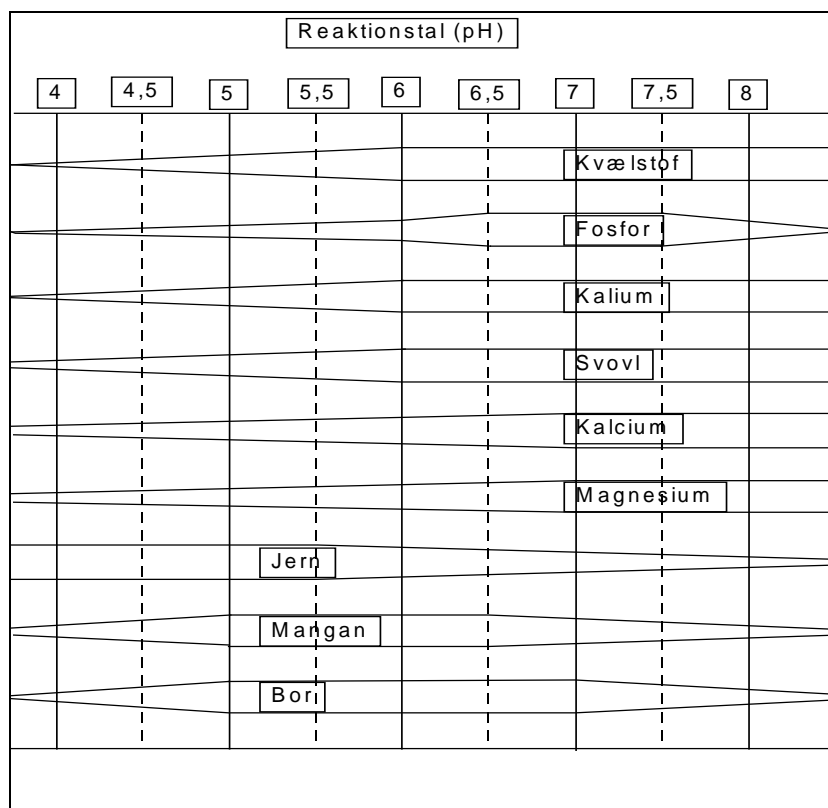 Reaktionstal (pH)
4 4,5 5 5,5 6 6,5 7 7,5 8
Kvælstof
Fosfor
Kalium
Svovl
Kalcium
Magnesium
Jern
Mangan
Bor